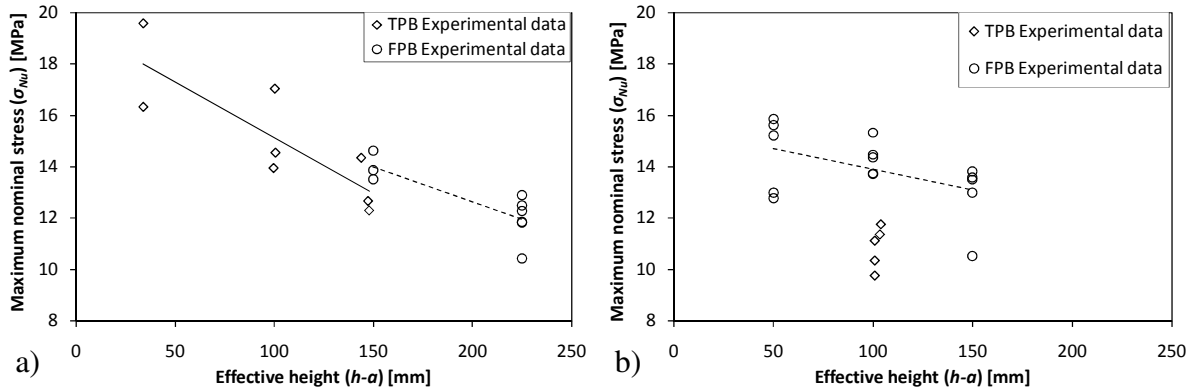 Maximum nominal stress (σNu) [MPa]
20
18
16
14
12
10
8
0
50
100
150
200
250
Effective height (h-a) [mm]
TPB Experimental data
FPB Experimental data
a)
Maximum nominal stress (σNu) [MPa]
20
18
16
14
12
10
8
0
50
100
150
200
250
Effective height (h-a) [mm]
TPB Experimental data
FPB Experimental data
b)